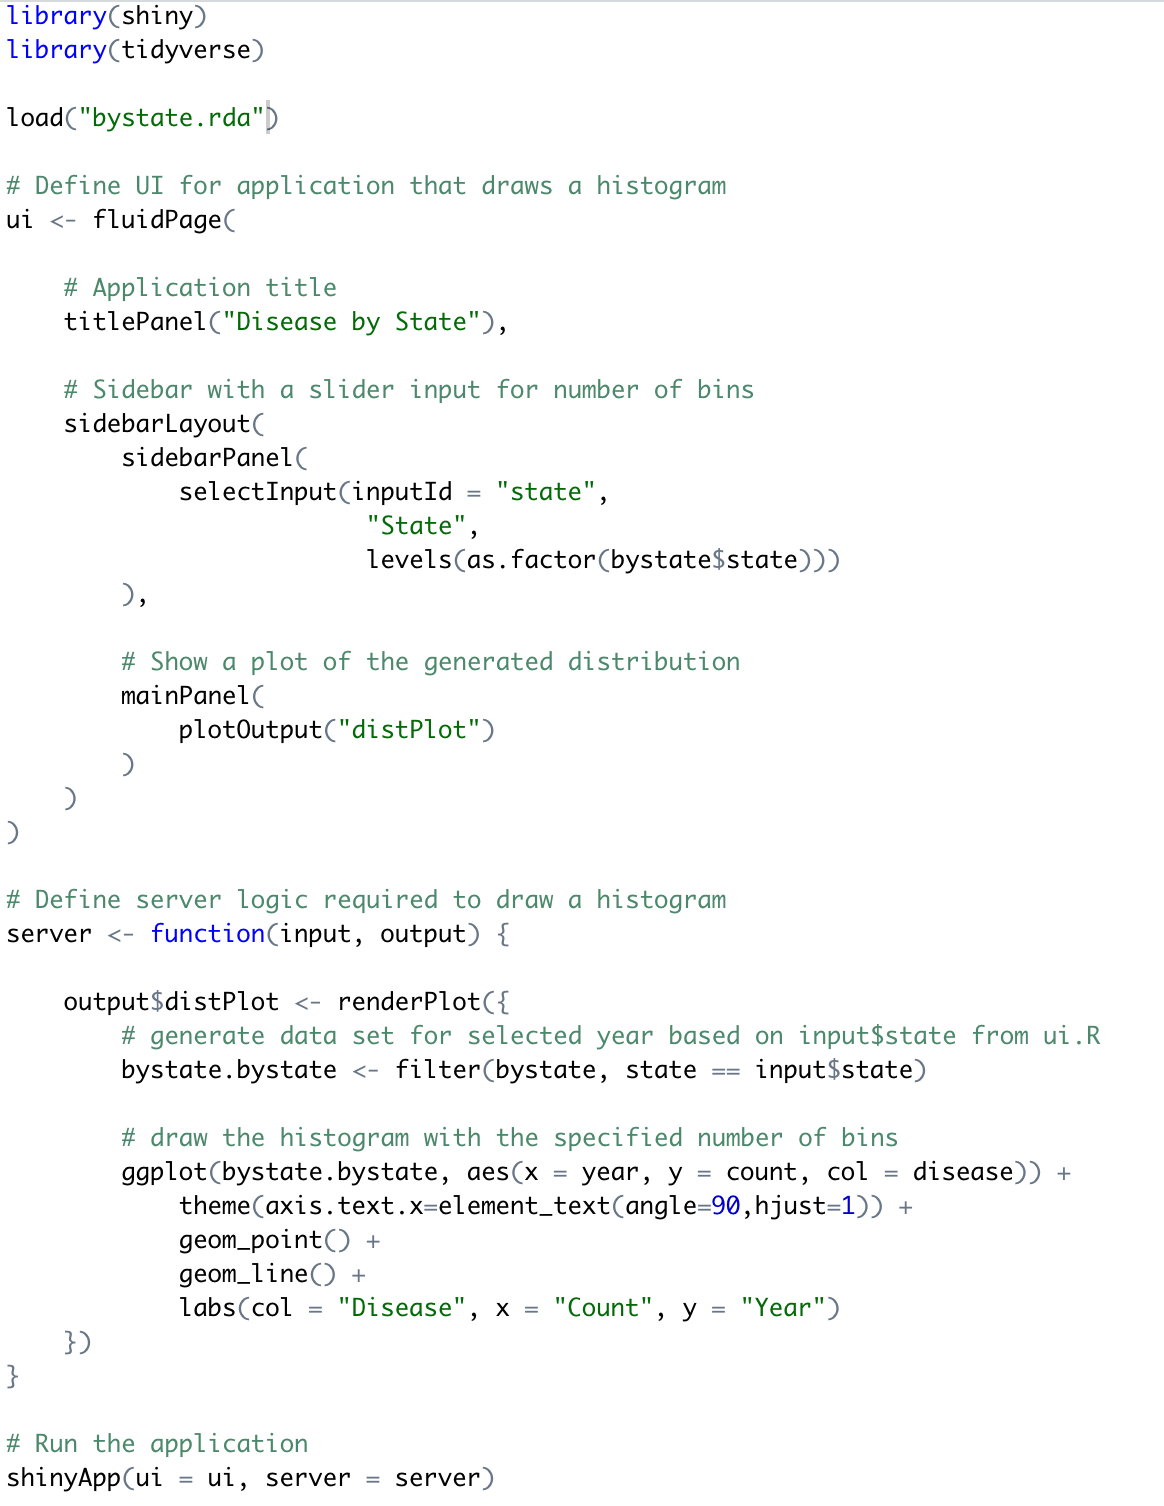 library(shiny)
library(tidyverse)

load("bystate.rda")

# Define UI for application that draws a histogram
ui <- fluidPage(

    # Application title
    titlePanel("Disease by State"),

    # Sidebar with a slider input for number of bins
    sidebarLayout(
        sidebarPanel(
            selectInput(inputId = "state",
                         "State",
                         levels(as.factor(bystate$state)))
        ),

        # Show a plot of the generated distribution
        mainPanel(
            plotOutput("distPlot")
        )
    )
)

# Define server logic required to draw a histogram
server <- function(input, output) {

    output$distPlot <- renderPlot({
        # generate data set for selected year based on input$state from ui.R
        bystate.bystate <- filter(bystate, state == input$state)

        # draw the histogram with the specified number of bins
        ggplot(bystate.bystate, aes(x = year, y = count, col = disease)) +
            theme(axis.text.x=element_text(angle=90,hjust=1)) +
            geom_point() +
            geom_line() +
            labs(col = "Disease", x = "Count", y = "Year")
    })
}

# Run the application
shinyApp(ui = ui, server = server)